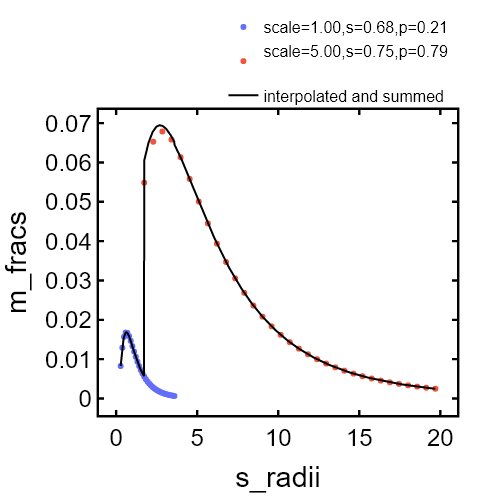 scale=1.00,s=0.68,p=0.21
scale=5.00,s=0.75,p=0.79
interpolated and summed
0.07
0.06
0.05
0.04
0.03
0.02
0.01
0
m_fracs
0 5 10 15 20
s_radii